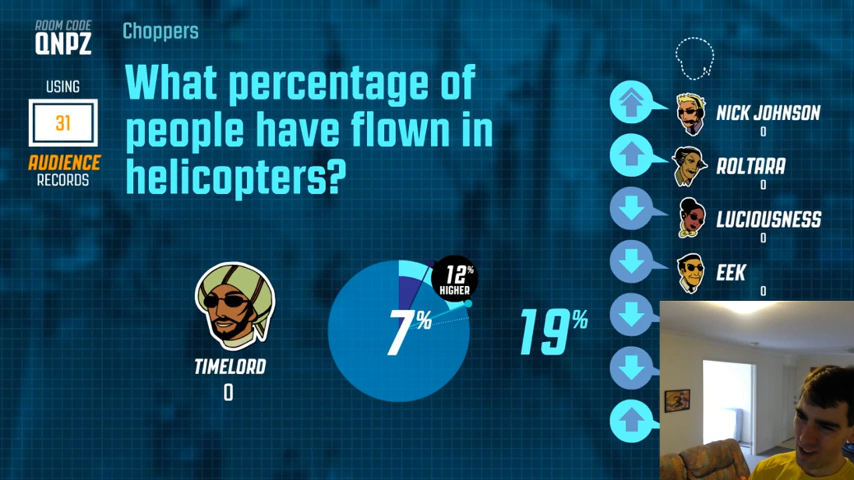 ROOM CODE
QNPZ
USING
31
AUDIENCE
RECORDS
Choppers
What percentage of
people have flown in
helicopters?
TIMELORD
0
7%
12%
HIGHER
19%
NICK JOHNSON
0
ROLTARA
0
LUCIOUSNESS
0
EEK
0